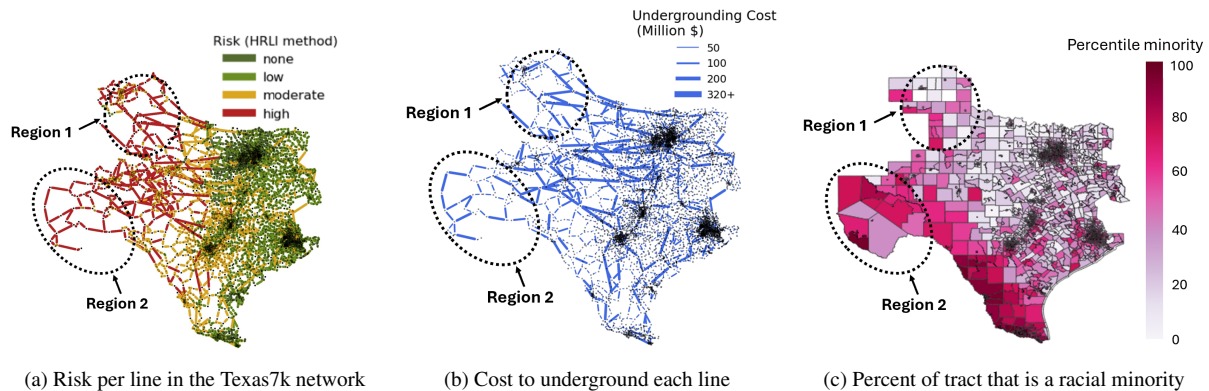 Risk (HRLI method)
none
low
moderate
high
Region 1
Region 2
(a) Risk per line in the Texas7k network
Undergrounding Cost
(Million $)
50
100
200
320+
Region 1
Region 2
(b) Cost to underground each line
Percentile minority
100
80
60
40
20
0
Region 1
Region 2
(c) Percent of tract that is a racial minority